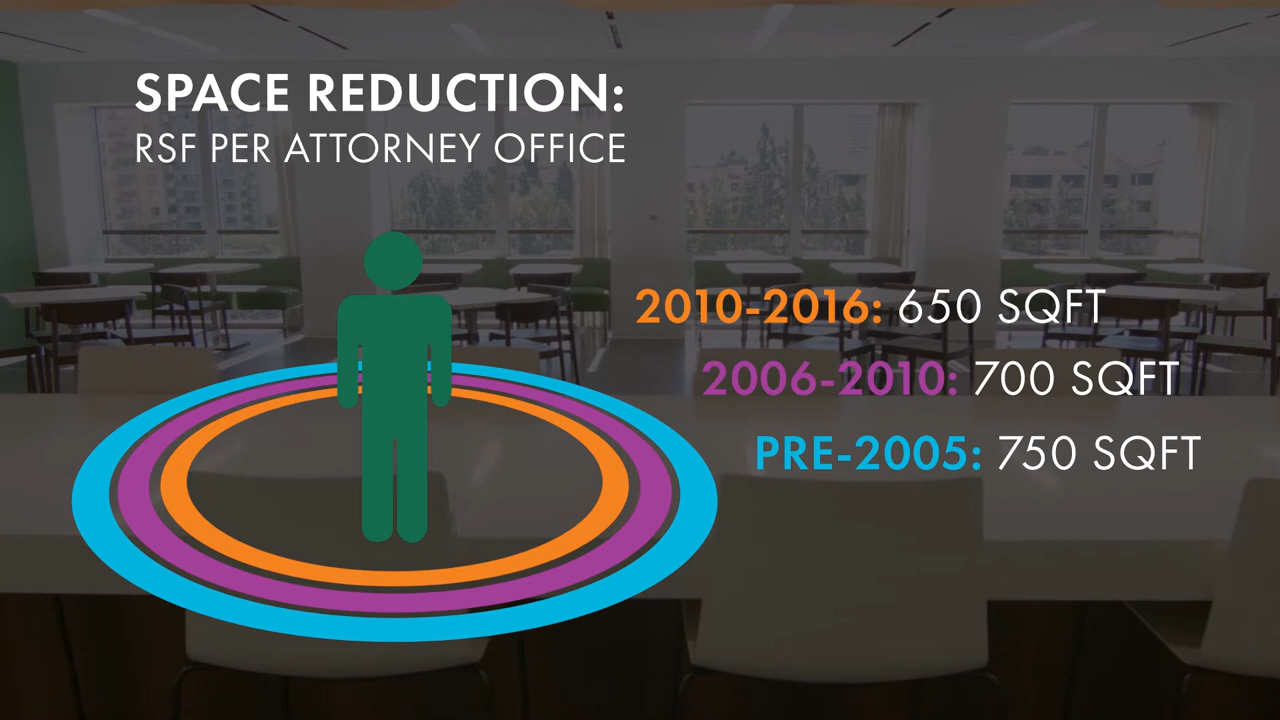 SPACE REDUCTION:
RSF PER ATTORNEY OFFICE
2010-2016: 650 SQFT
2006-2010: 700 SQFT
PRE-2005: 750 SQFT